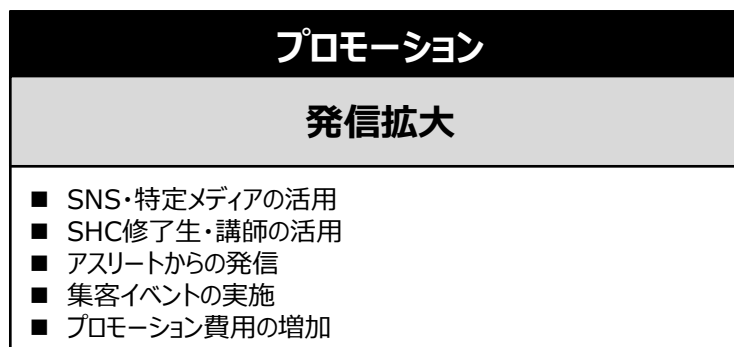 プロモーション
発信拡大
■ SNS・特定メディアの活用
■ SHC修了生・講師の活用
■ アスリートからの発信
■ 集客イベントの実施
■ プロモーション費用の増加